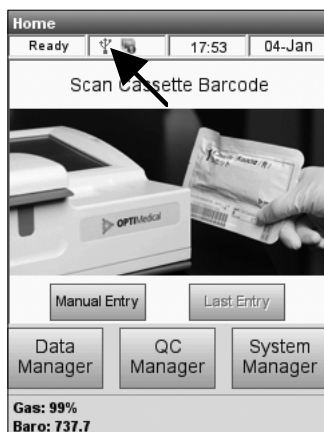 Home
Ready 17:53 04-Jan
Scan Cassette Barcode
OPTIMedical
Manual Entry Last Entry
Data Manager QC Manager System Manager
Gas: 99%
Baro: 737.7